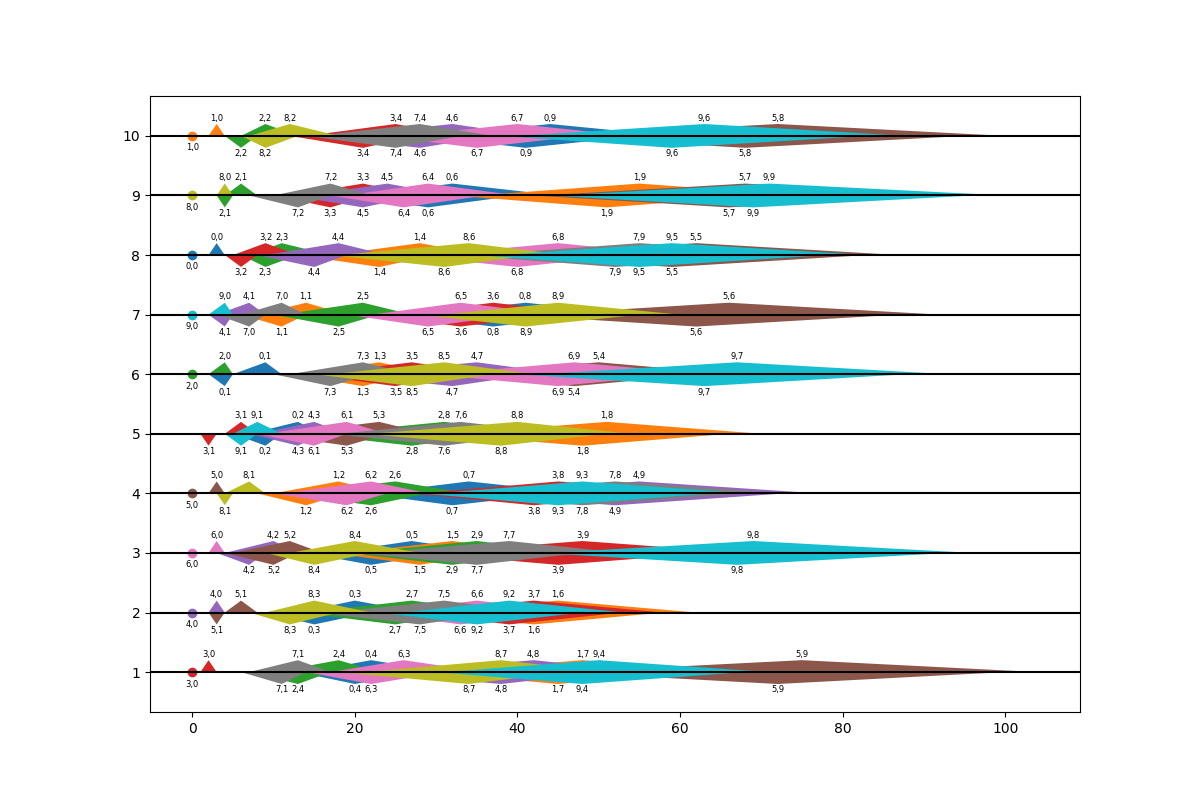 1,0 2,2 8,2 3,4 7,4 4,6 6,7 0,9 9,6 5,8
10
1,0 2,2 8,2 3,4 7,4 4,6 6,7 0,9 9,6 5,8
8,0 2,1 7,2 3,3 4,5 6,4 0,6 1,9 5,7 9,9
9
8,0 2,1 7,2 3,3 4,5 6,4 0,6 1,9 5,7 9,9
0,0 3,2 2,3 4,4 1,4 8,6 6,8 7,9 9,5 5,5
8
0,0 3,2 2,3 4,4 1,4 8,6 6,8 7,9 9,5 5,5
9,0 4,1 7,0 1,1 2,5 6,5 3,6 0,8 8,9 5,6
7
9,0 4,1 7,0 1,1 2,5 6,5 3,6 0,8 8,9 5,6
2,0 0,1 7,3 1,3 3,5 8,5 4,7 6,9 5,4 9,7
6
2,0 0,1 7,3 1,3 3,5 8,5 4,7 6,9 5,4 9,7
3,1 9,1 0,2 4,3 6,1 5,3 2,8 7,6 8,8 1,8
5
3,1 9,1 0,2 4,3 6,1 5,3 2,8 7,6 8,8 1,8
5,0 8,1 1,2 6,2 2,6 0,7 3,8 9,3 7,8 4,9
4
5,0 8,1 1,2 6,2 2,6 0,7 3,8 9,3 7,8 4,9
6,0 4,2 5,2 8,4 0,5 1,5 2,9 7,7 3,9 9,8
3
6,0 4,2 5,2 8,4 0,5 1,5 2,9 7,7 3,9 9,8
4,0 5,1 8,3 0,3 2,7 7,5 6,6 9,2 3,7 1,6
2
4,0 5,1 8,3 0,3 2,7 7,5 6,6 9,2 3,7 1,6
3,0 7,1 2,4 0,4 6,3 8,7 4,8 1,7 9,4 5,9
1
3,0 7,1 2,4 0,4 6,3 8,7 4,8 1,7 9,4 5,9
0 20 40 60 80 100